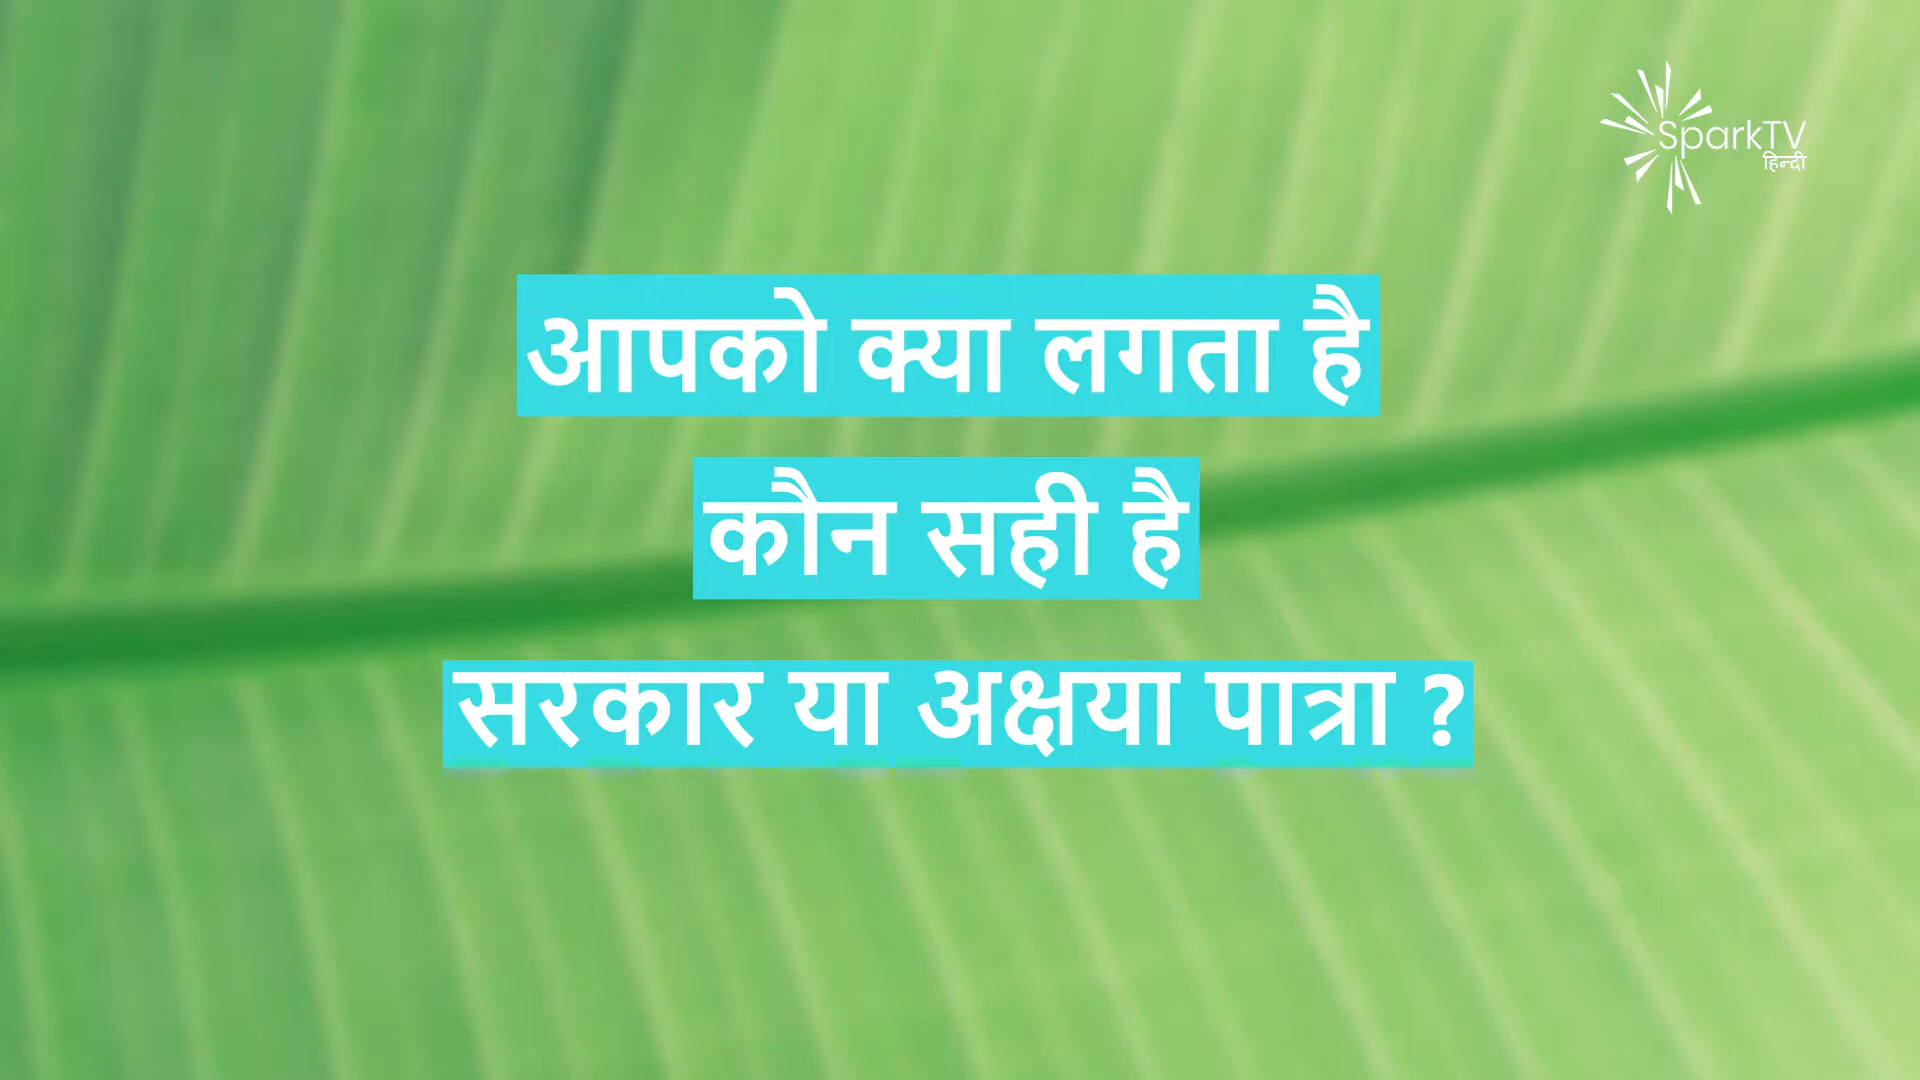 SparkTV
हिन्दी
आपको क्या लगता है
कौन सही है
सरकार या अक्षया पात्रा ?